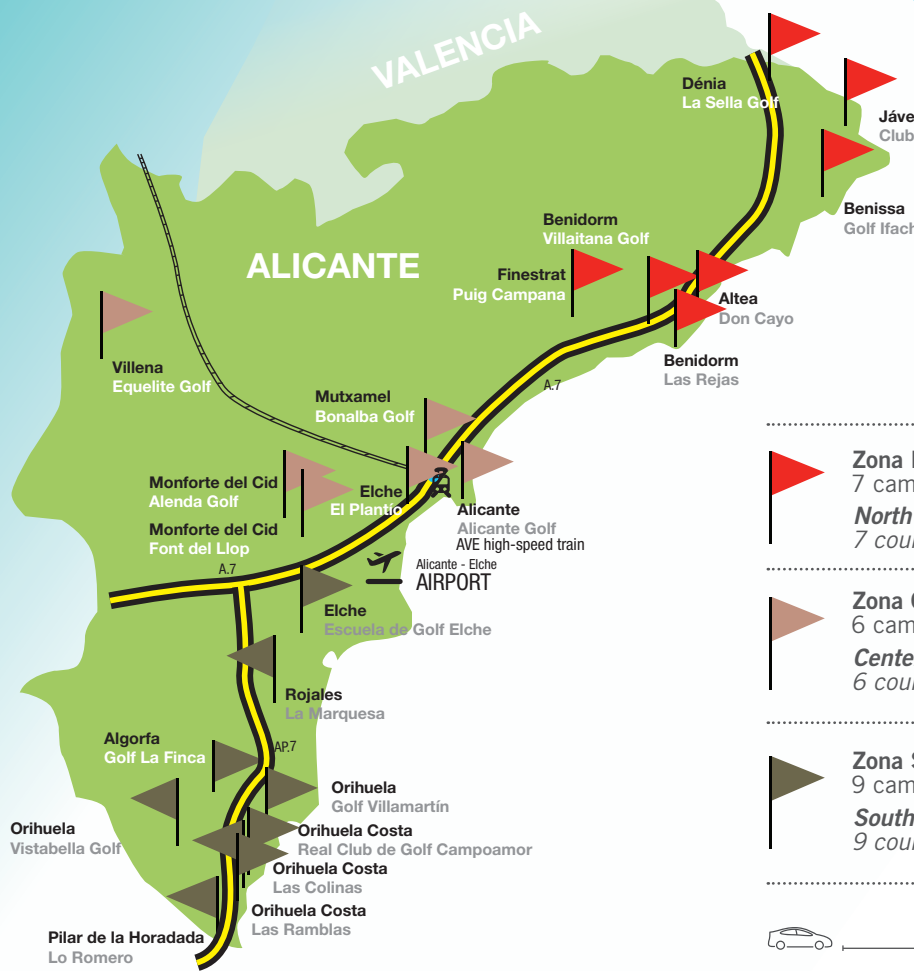 VALENCIA
Dénia
La Sella Golf
Jáve
Club
Benissa
Golf Ifach
Benidorm
Villaitana Golf
ALICANTE
Finestrat
Puig Campana
Altea
Don Cayo
Benidorm
Las Rejas
A.7
Villena
Equelite Golf
Mutxamel
Bonalba Golf
Monforte del Cid
Alenda Golf
Elche
El Plantío
Monforte del Cid
Font del Llop
Alicante
Alicante Golf
AVE high-speed train
Alicante - Elche
AIRPORT
A.7
Elche
Escuela de Golf Elche
Rojales
La Marquesa
Algorfa
Golf La Finca
AP.7
Orihuela
Golf Villamartín
Orihuela
Vistabella Golf
Orihuela Costa
Real Club de Golf Campoamor
Orihuela Costa
Las Colinas
Orihuela Costa
Las Ramblas
Pilar de la Horadada
Lo Romero
Zona
7 cam
North
7 cour
Zona
6 cam
Cente
6 cour
Zona S
9 cam
South
9 cour